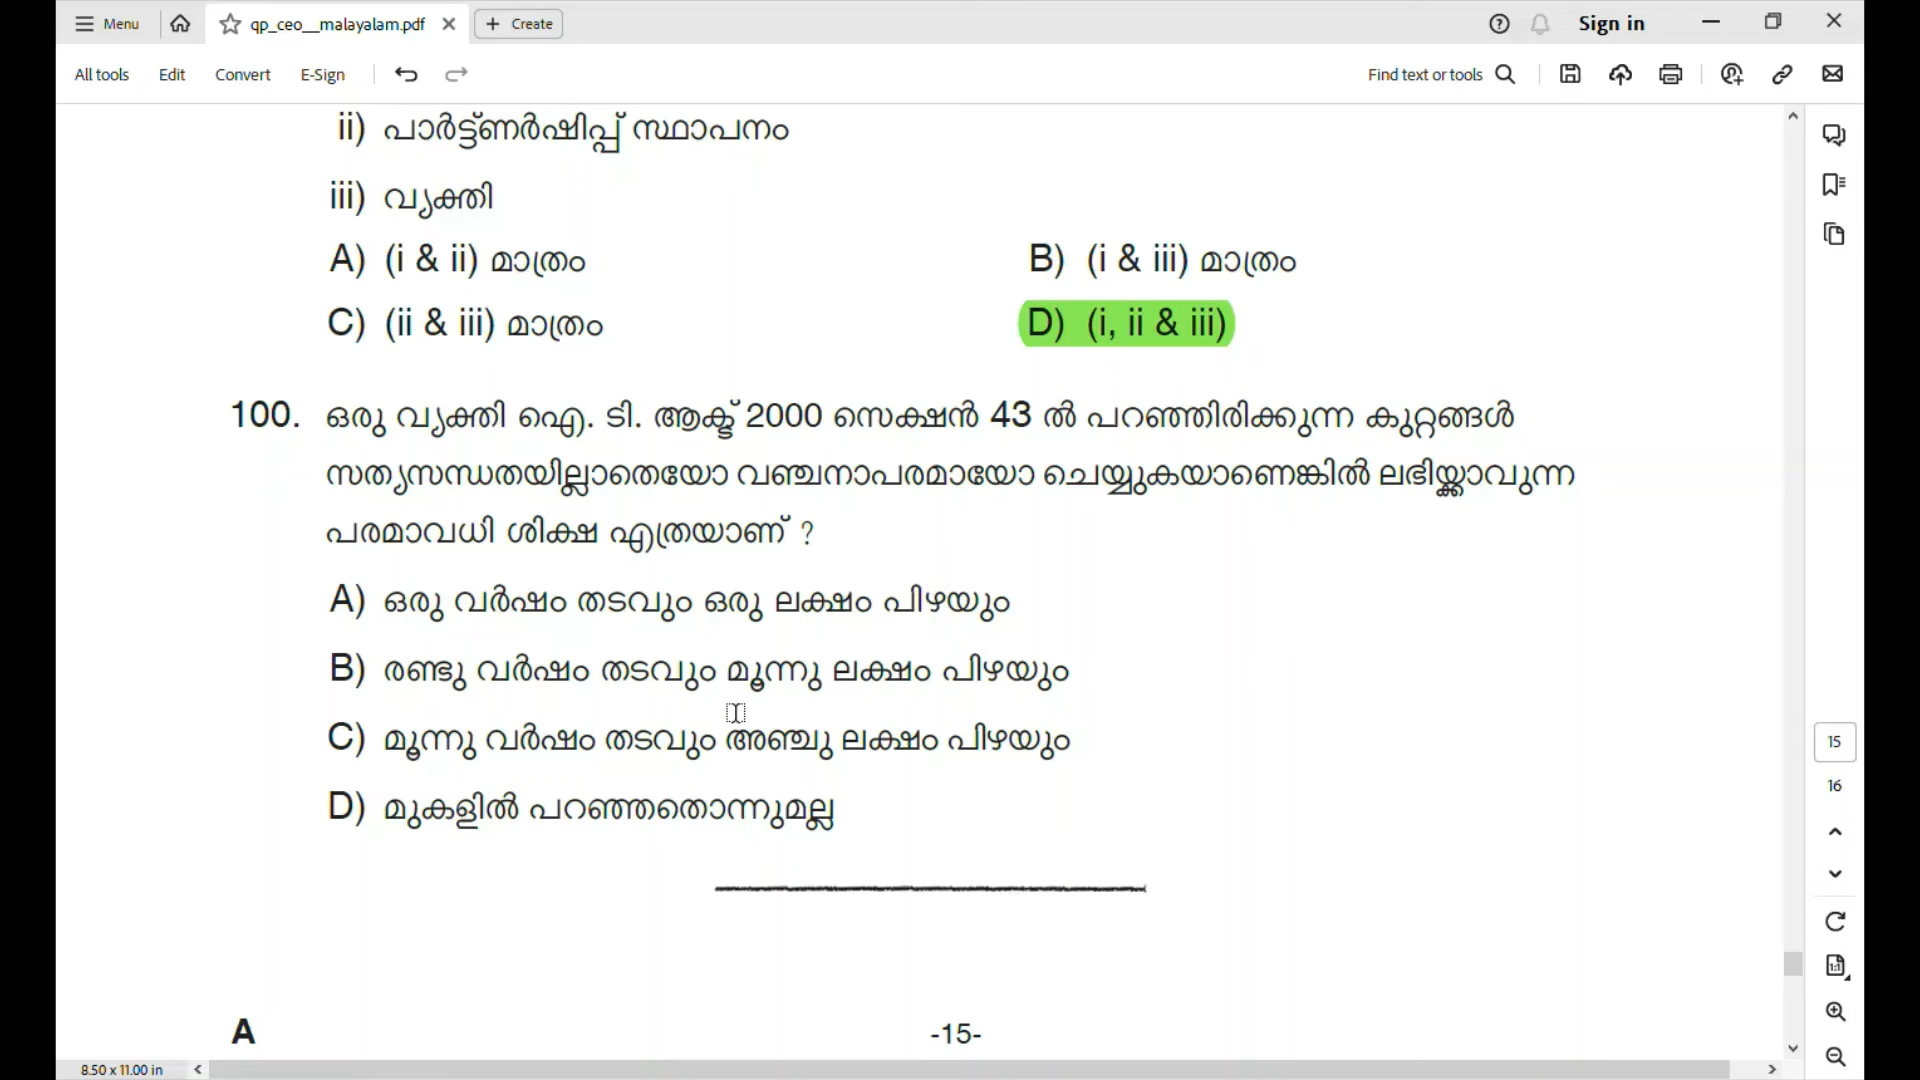 Menu
qp_ceo__malayalam.pdf
Create
Sign in
All tools Edit Convert E-Sign
Find text or tools
ii) പാർട്ട്ണർഷിപ്പ് സ്ഥാപനം
iii) വ്യക്തി
A) (i & ii) മാത്രം B) (i & iii) മാത്രം
C) (ii & iii) മാത്രം D) (i, ii & iii)
100. ഒരു വ്യക്തി ഐ. ടി. ആക്ട് 2000 സെക്ഷൻ 43 ൽ പറഞ്ഞിരിക്കുന്ന കുറ്റങ്ങൾ
സത്യസന്ധതയില്ലാതെയോ വഞ്ചനാപരമായോ ചെയ്യുകയാണെങ്കിൽ ലഭിയ്ക്കാവുന്ന
പരമാവധി ശിക്ഷ എത്രയാണ് ?
A) ഒരു വർഷം തടവും ഒരു ലക്ഷം പിഴയും
B) രണ്ടു വർഷം തടവും മൂന്നു ലക്ഷം പിഴയും
C) മൂന്നു വർഷം തടവും അഞ്ചു ലക്ഷം പിഴയും
D) മുകളിൽ പറഞ്ഞതൊന്നുമല്ല
15
16
A -15-
8.50 x 11.00 in